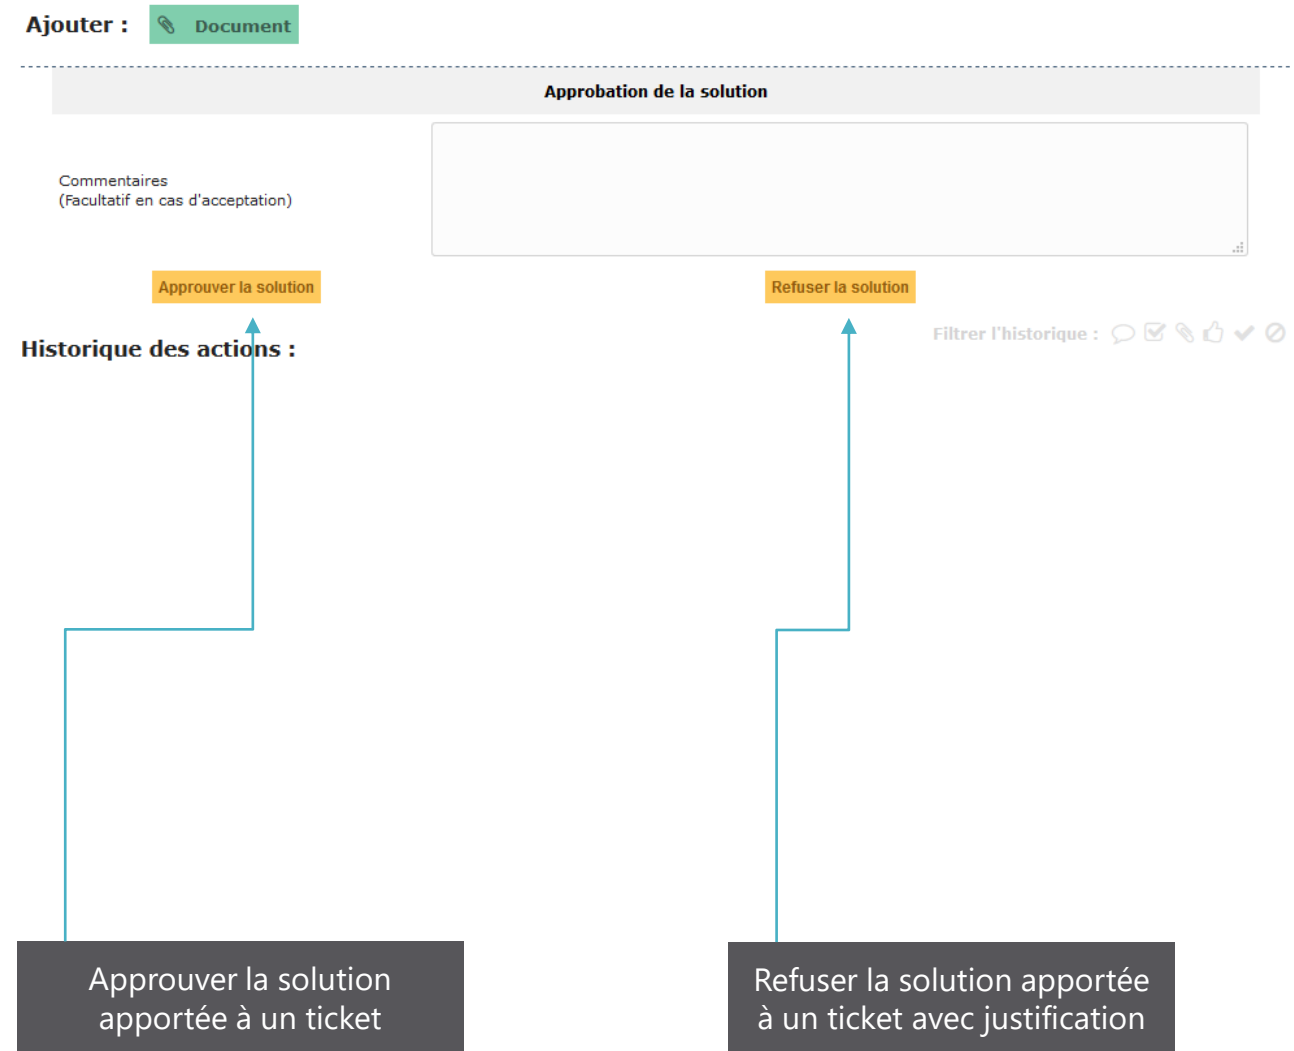 Ajouter :
Document
Approbation de la solution
Commentaires
(Facultatif en cas d'acceptation)
Approuver la solution
Refuser la solution
Filtrer l'historique :
Historique des actions :
Approuver la solution
apportée à un ticket
Refuser la solution apportée
à un ticket avec justification